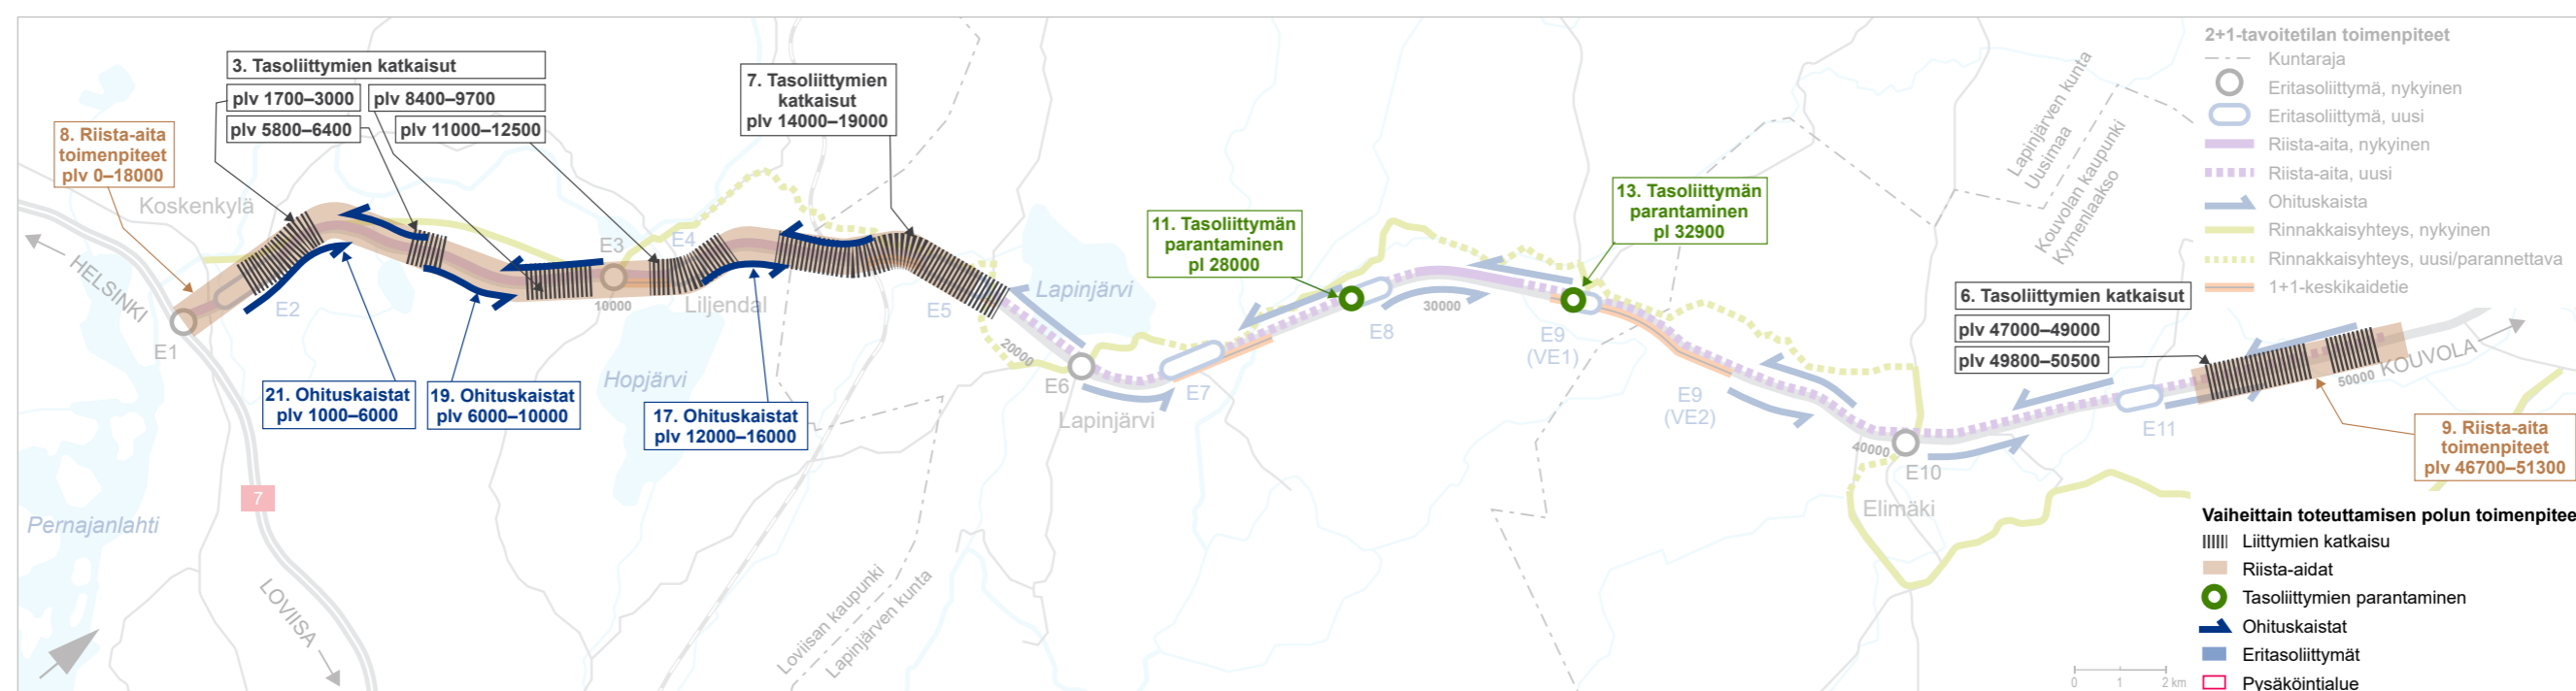 3. Tasoliittymien katkaisut
plv 1700–3000
plv 8400–9700
plv 5800–6400
plv 11000–12500
7. Tasoliittymien
katkaisut
plv 14000–19000
8. Riista-aita
toimenpiteet
plv 0–18000
Koskenkylä
HELSINKI
E1
E2
E3
10000
E4
Liljendal
E5
Lapinjärvi
Hopjärvi
21. Ohituskaistat
plv 1000–6000
19. Ohituskaistat
plv 6000–10000
17. Ohituskaistat
plv 12000–16000
7
Pernajanlahti
LOVIISA
Loviisan kaupunki
Lapinjärven kunta
20000
E6
Lapinjärvi
E7
11. Tasoliittymän
parantaminen
pl 28000
E8
30000
13. Tasoliittymän
parantaminen
pl 32900
E9
(VE1)
E9
(VE2)
40000
E10
Elimäki
E11
6. Tasoliittymien katkaisut
plv 47000–49000
plv 49800–50500
50000
KOUVOLA
9. Riista-aita
toimenpiteet
plv 46700–51300
Lapinjärven kunta
Uusimaa
Kouvolan kaupunki
Kymenlaakso
2+1-tavoitetilan toimenpiteet
Kuntaraja
Eritasoliittymä, nykyinen
Eritasoliittymä, uusi
Riista-aita, nykyinen
Riista-aita, uusi
Ohituskaista
Rinnakkaisyhteys, nykyinen
Rinnakkaisyhteys, uusi/parannettava
1+1-keskikaidetie
Vaiheittain toteuttamisen polun toimenpitee
Liittymien katkaisu
Riista-aidat
Tasoliittymien parantaminen
Ohituskaistat
Eritasoliittymät
Pysäköintialue
0 1 2 km